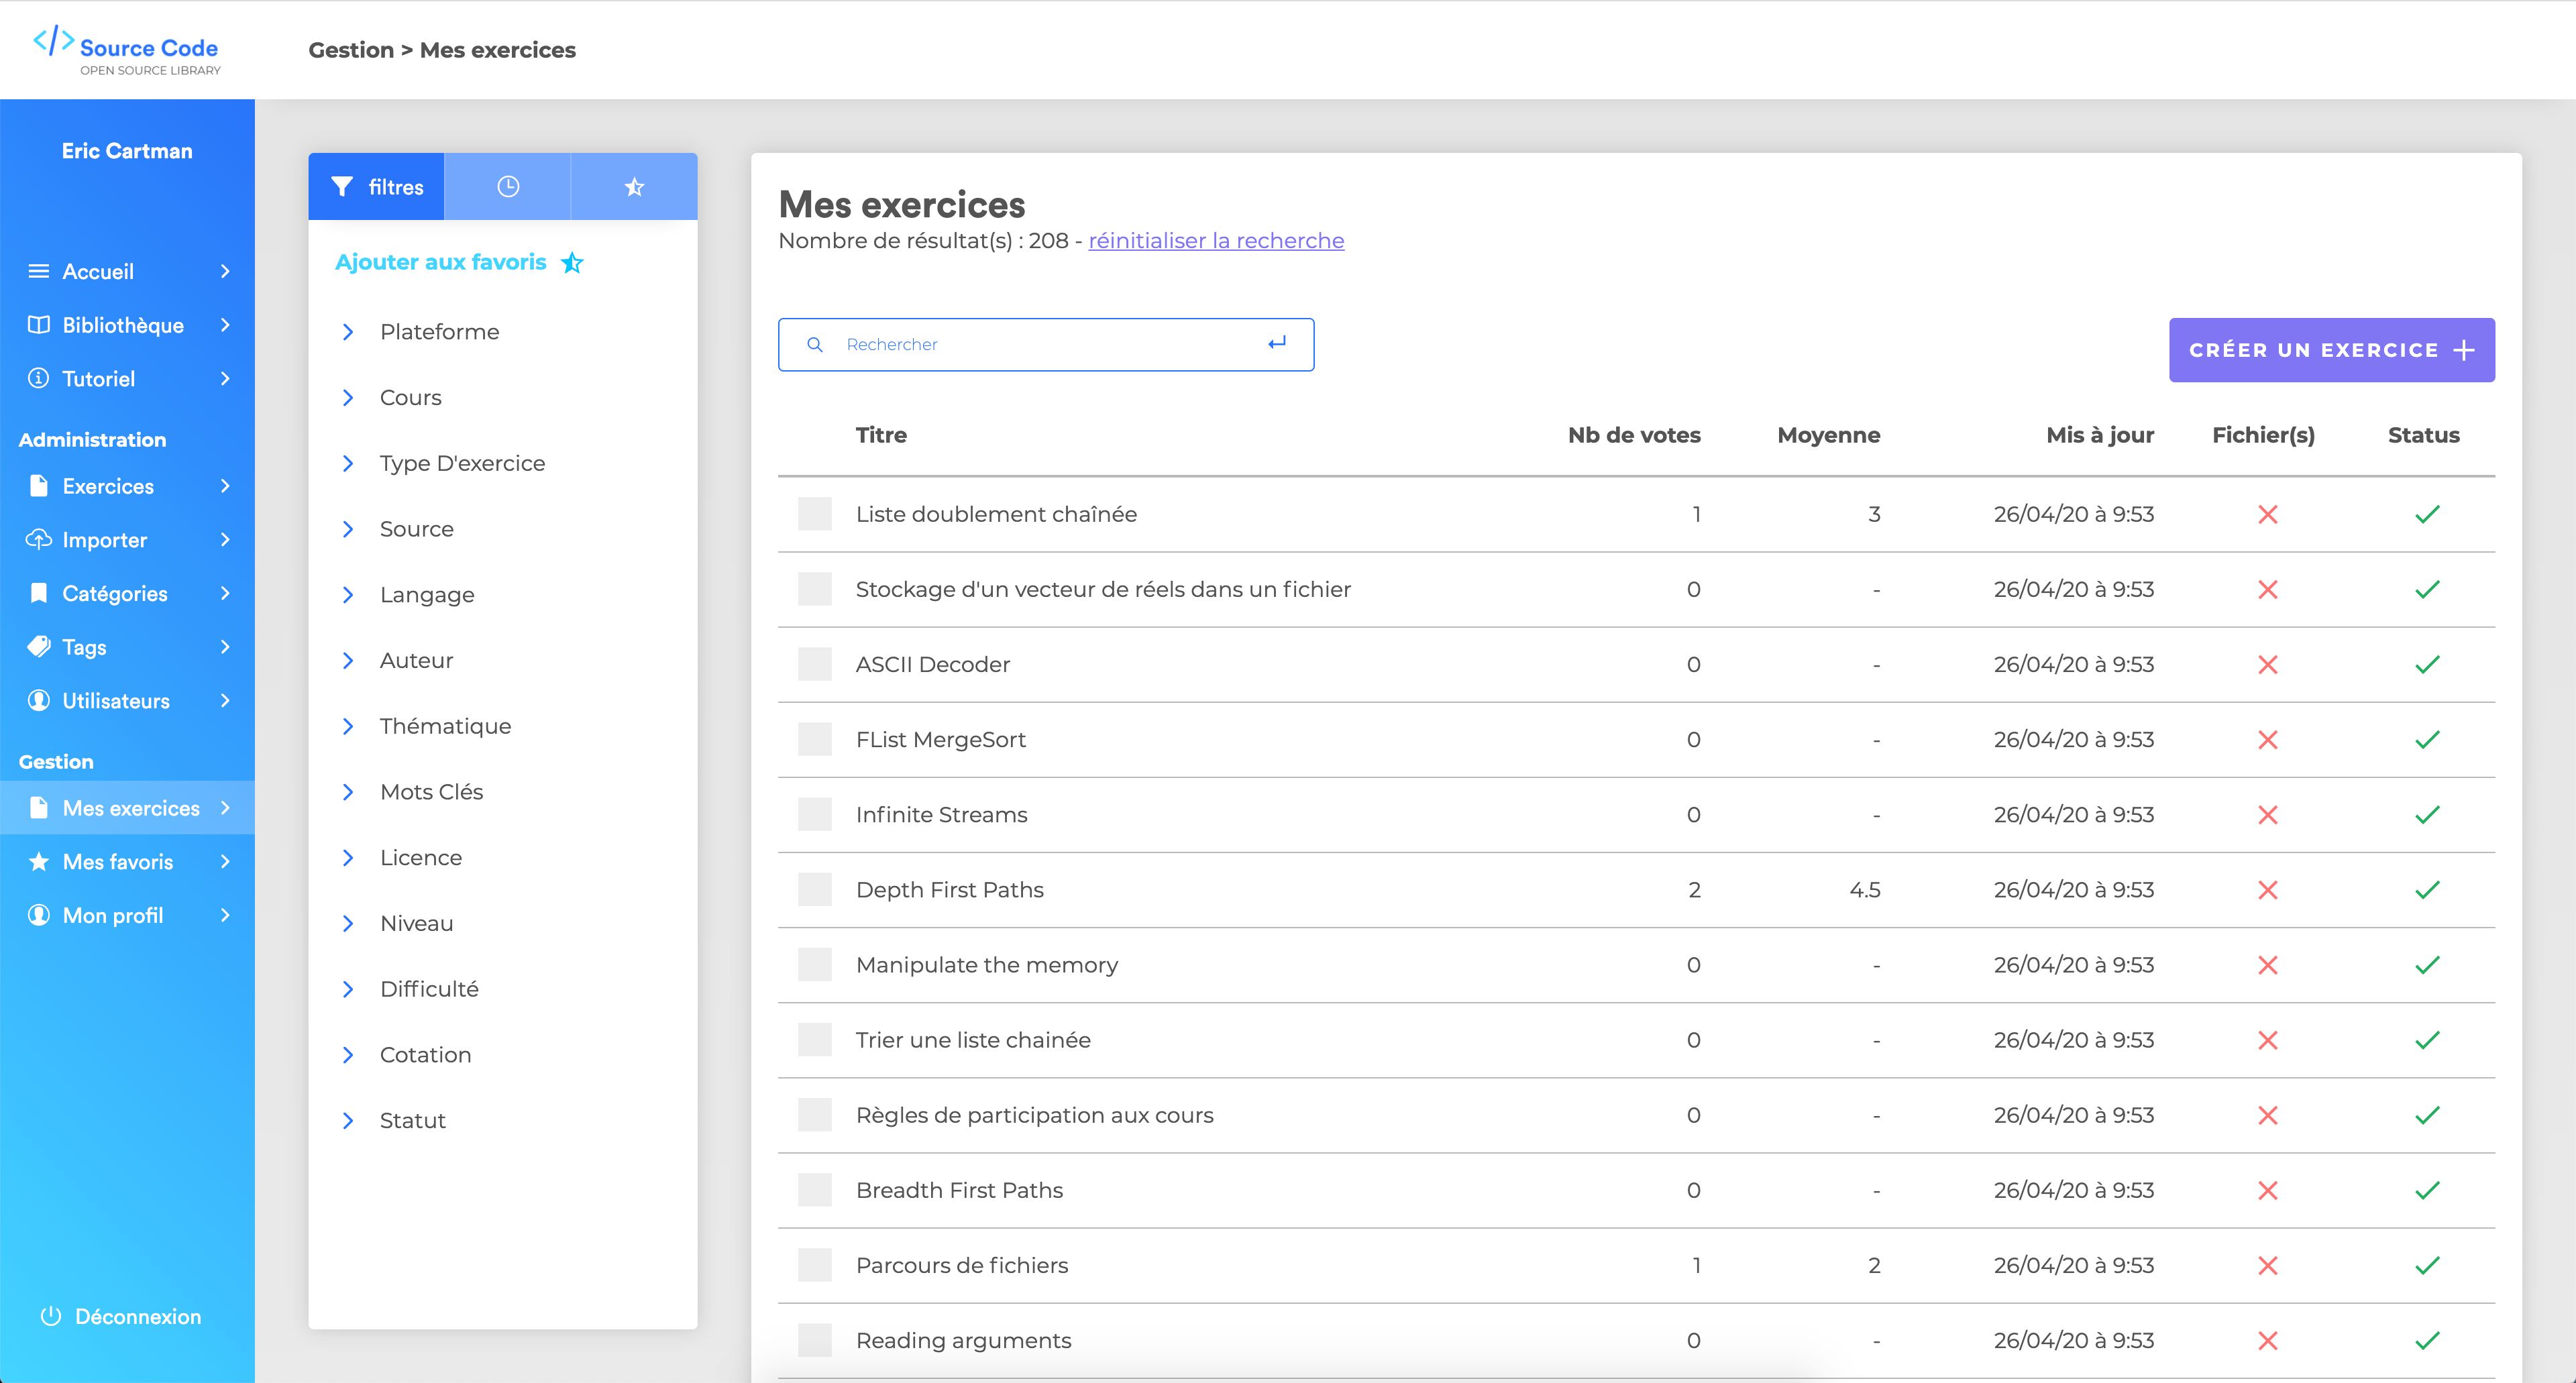 </> Source Code
OPEN SOURCE LIBRARY
Gestion > Mes exercices
Eric Cartman
Accueil
Bibliothèque
Tutoriel
Administration
Exercices
Importer
Catégories
Tags
Utilisateurs
Gestion
Mes exercices
Mes favoris
Mon profil
Déconnexion
filtres
Ajouter aux favoris
Plateforme
Cours
Type D'exercice
Source
Langage
Auteur
Thématique
Mots Clés
Licence
Niveau
Difficulté
Cotation
Statut
Mes exercices
Nombre de résultat(s) : 208 - réinitialiser la recherche
Rechercher
CRÉER UN EXERCICE
Titre Nb de votes Moyenne Mis à jour Fichier(s) Status
Liste doublement chaînée 1 3 26/04/20 à 9:53
Stockage d'un vecteur de réels dans un fichier 0 - 26/04/20 à 9:53
ASCII Decoder 0 - 26/04/20 à 9:53
FList MergeSort 0 - 26/04/20 à 9:53
Infinite Streams 0 - 26/04/20 à 9:53
Depth First Paths 2 4.5 26/04/20 à 9:53
Manipulate the memory 0 - 26/04/20 à 9:53
Trier une liste chainée 0 - 26/04/20 à 9:53
Règles de participation aux cours 0 - 26/04/20 à 9:53
Breadth First Paths 0 - 26/04/20 à 9:53
Parcours de fichiers 1 2 26/04/20 à 9:53
Reading arguments 0 - 26/04/20 à 9:53